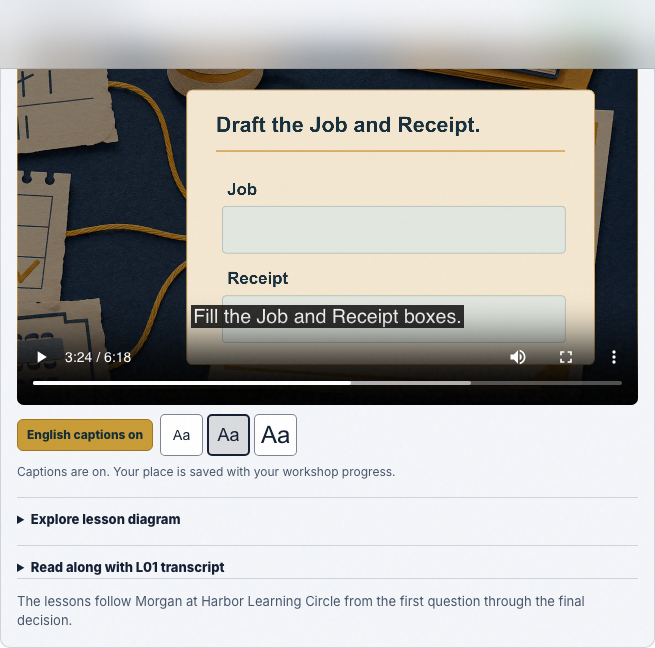 Draft the Job and Receipt.
Job
Receipt
Fill the Job and Receipt boxes.
3:24 / 6:18
English captions on
Aa
Aa
Aa
Captions are on. Your place is saved with your workshop progress.
Explore lesson diagram
Read along with L01 transcript
The lessons follow Morgan at Harbor Learning Circle from the first question through the final
decision.